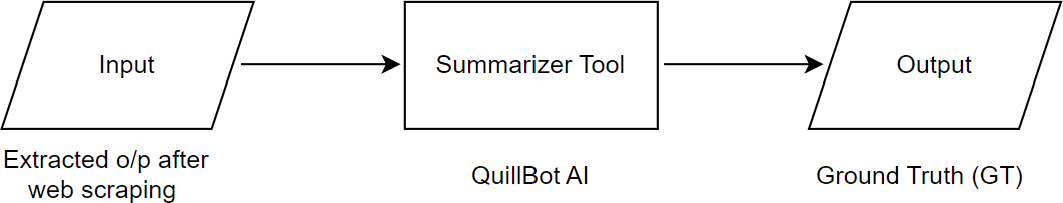 Input
Summarizer Tool
Output
Extracted o/p after
web scraping
QuillBot AI
Ground Truth (GT)